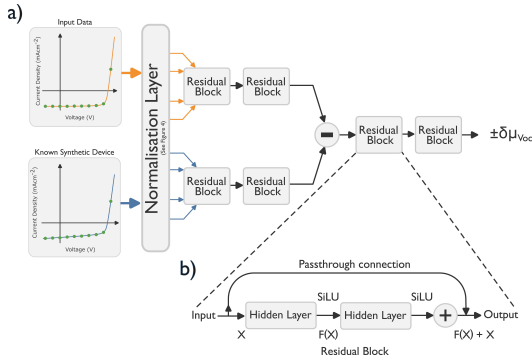 a)
Input Data
Current Density (mAcm⁻²)
Voltage (V)
Known Synthetic Device
Current Density (mAcm⁻²)
Voltage (V)
Normalisation Layer
(See Figure 4)
Residual
Block
Residual
Block
Residual
Block
Residual
Block
Residual
Block
Residual
Block
±δμVoc
b)
Passthrough connection
Input
X
Hidden Layer
SiLU
F(X)
Hidden Layer
SiLU
+
Output
F(X) + X
Residual Block